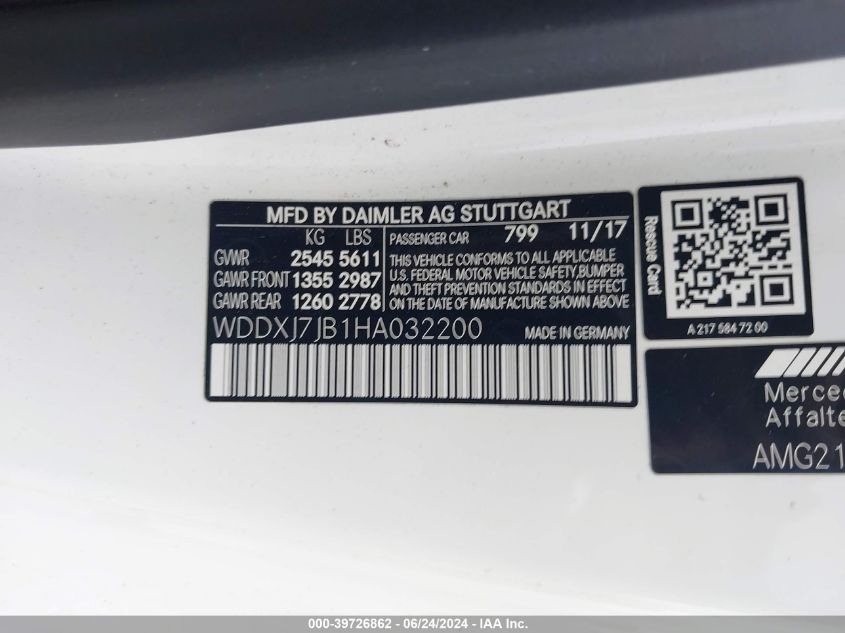 MFD BY DAIMLER AG STUTTGART
KG LBS
GVWR 2545 5611
GAWR FRONT 1355 2987
GAWR REAR 1260 2778
PASSENGER CAR 799 11/17
THIS VEHICLE CONFORMS TO ALL APPLICABLE
U.S. FEDERAL MOTOR VEHICLE SAFETY,BUMPER
AND THEFT PREVENTION STANDARDS IN EFFECT
ON THE DATE OF MANUFACTURE SHOWN ABOVE
WDDXJ7JB1HA032200
MADE IN GERMANY
Rescue Card
A 217 584 72 00
Merce
Affalte
AMG21
000-39726862 - 06/24/2024 - IAA Inc.